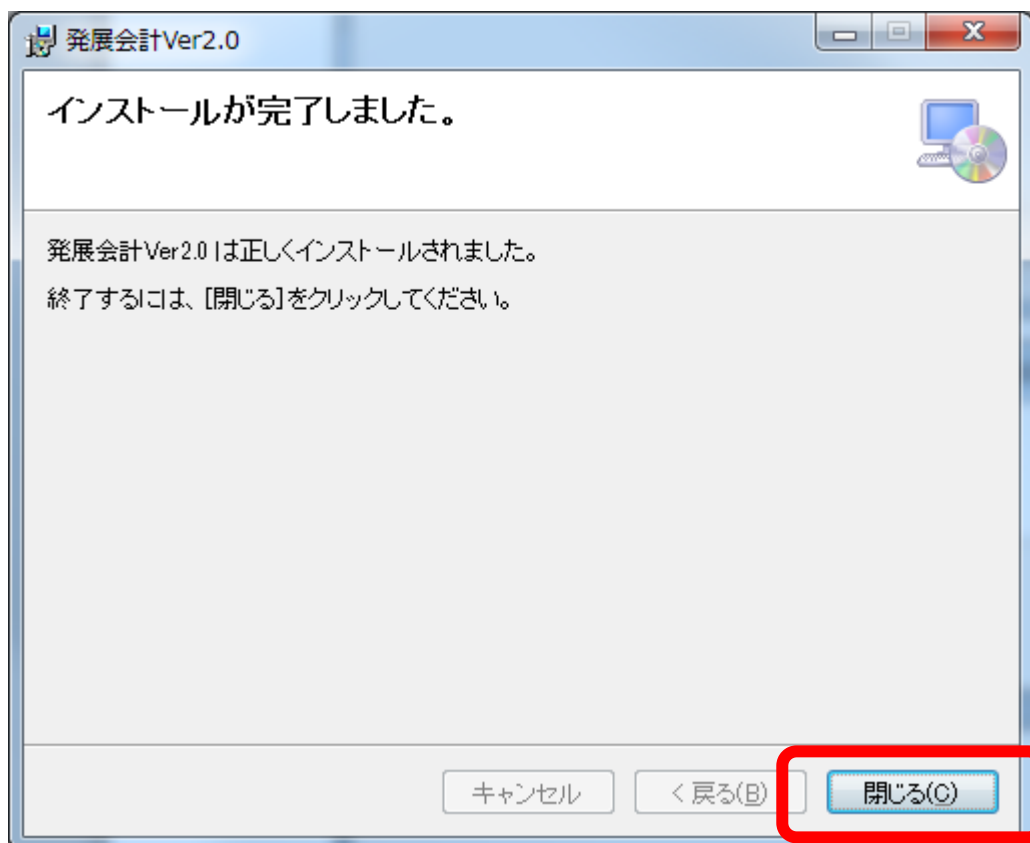 発展会計Ver2.0
インストールが完了しました。
発展会計Ver2.0 は正しくインストールされました。
終了するには、[閉じる]をクリックしてください。
キャンセル
< 戻る(B)
閉じる(C)